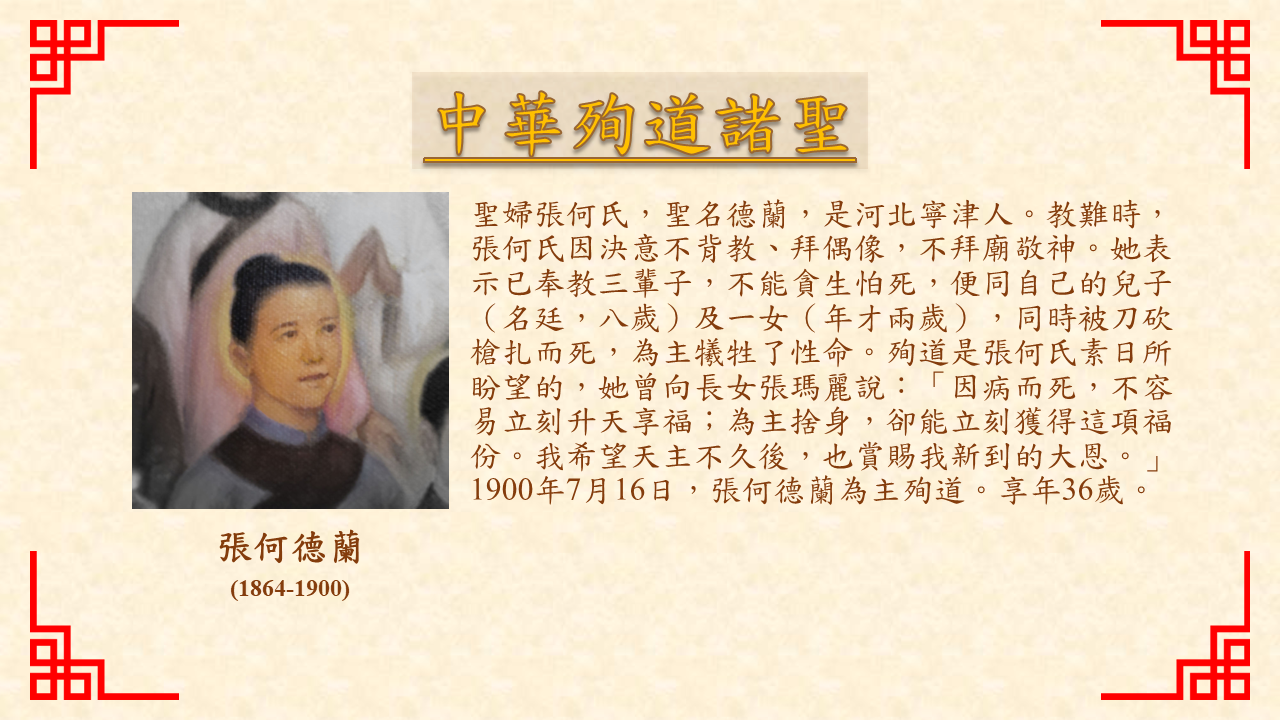 中華殉道諸聖
聖婦張何氏，聖名德蘭，是河北寧津人。教難時，
張何氏因決意不背教、拜偶像，不拜廟敬神。她表
示已奉教三輩子，不能貪生怕死，便同自己的兒子
（名廷，八歲）及一女（年才兩歲），同時被刀砍
槍扎而死，為主犧牲了性命。殉道是張何氏素日所
盼望的，她曾向長女張瑪麗說：「因病而死，不容
易立刻升天享福；為主捨身，卻能立刻獲得這項福
份。我希望天主不久後，也賞賜我新到的大恩。」
1900年7月16日，張何德蘭為主殉道。享年36歲。
張何德蘭
(1864-1900)